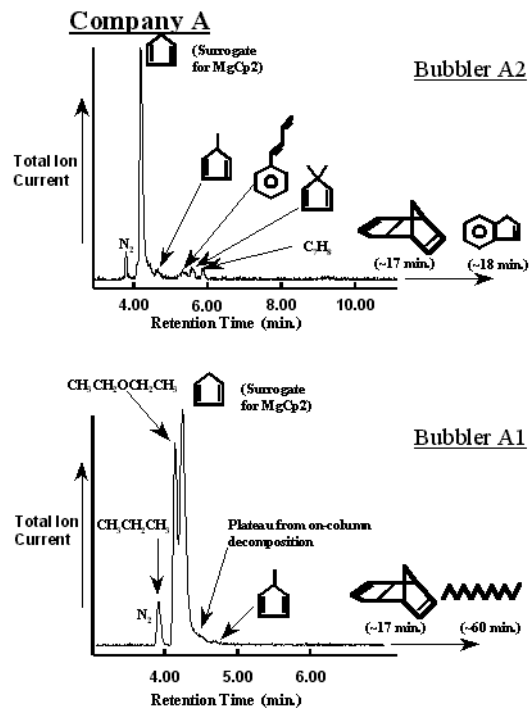 Company A
(Surrogate
for MgCp2)
Bubbler A2
Total Ion
Current
N₂
C₇H₈
(~17 min.)
(~18 min.)
4.00
6.00
8.00
10.00
Retention Time (min.)
CH₃CH₂OCH₂CH₃
(Surrogate
for MgCp2)
Bubbler A1
Total Ion
Current
CH₃CH₂CH₃
Plateau from on-column
decomposition
N₂
(~17 min.)
(~60 min.)
4.00
5.00
6.00
Retention Time (min.)